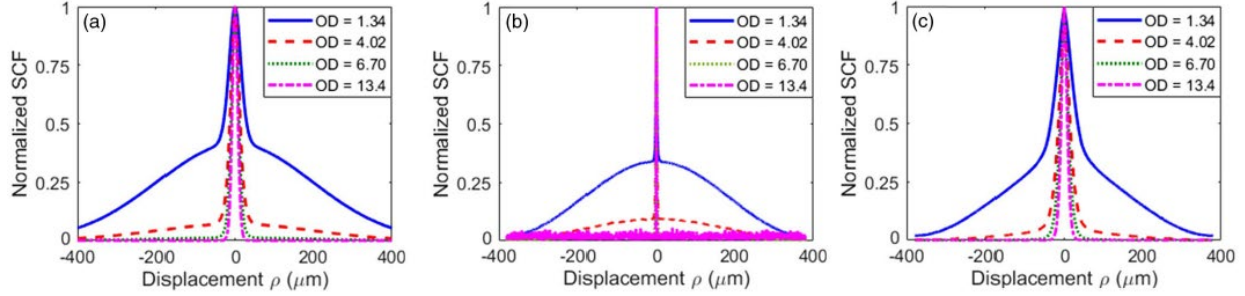 (a)
Normalized SCF
1
0.75
0.5
0.25
0
-400
-200
0
200
400
Displacement ρ (μm)
OD = 1.34
OD = 4.02
OD = 6.70
OD = 13.4
(b)
Normalized SCF
1
0.75
0.5
0.25
0
-400
-200
0
200
400
Displacement ρ (μm)
OD = 1.34
OD = 4.02
OD = 6.70
OD = 13.4
(c)
Normalized SCF
1
0.75
0.5
0.25
0
-400
-200
0
200
400
Displacement ρ (μm)
OD = 1.34
OD = 4.02
OD = 6.70
OD = 13.4